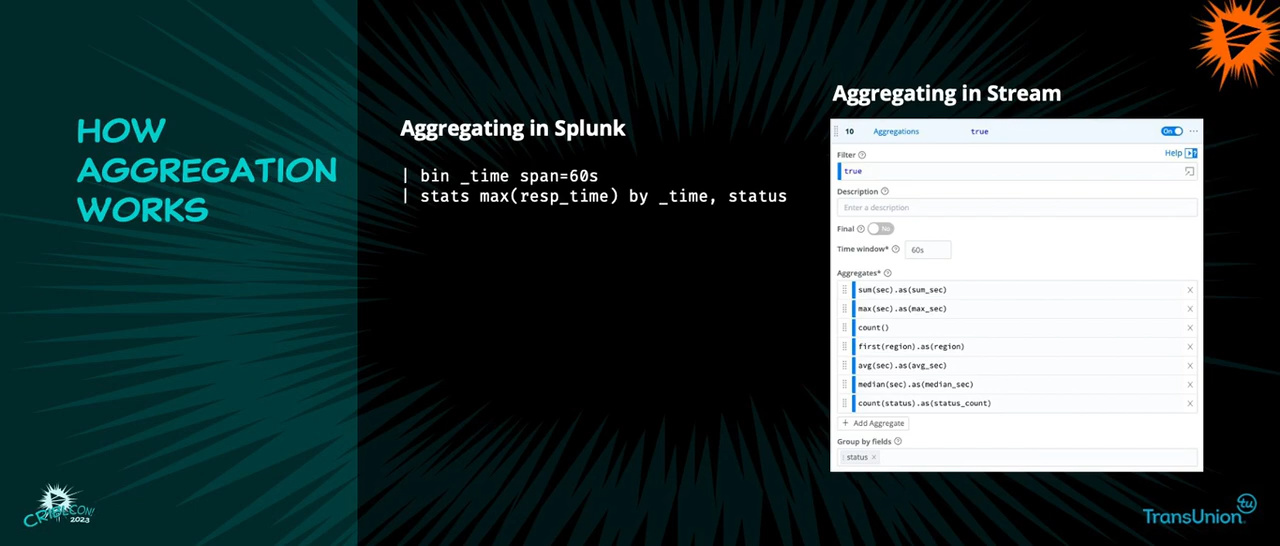 HOW
AGGREGATION
WORKS
Aggregating in Splunk
| bin _time span=60s
| stats max(resp_time) by _time, status
Aggregating in Stream
10 Aggregations true On ...
Filter ?
Help
true
Description ?
Enter a description
Final ? No
Time window* ? 60s
Aggregates* ?
sum(sec).as(sum_sec) X
max(sec).as(max_sec) X
count() X
first(region).as(region) X
avg(sec).as(avg_sec) X
median(sec).as(median_sec) X
count(status).as(status_count) X
+ Add Aggregate
Group by fields ?
status ×
CRIBLCON!
2023
TransUnion
tu